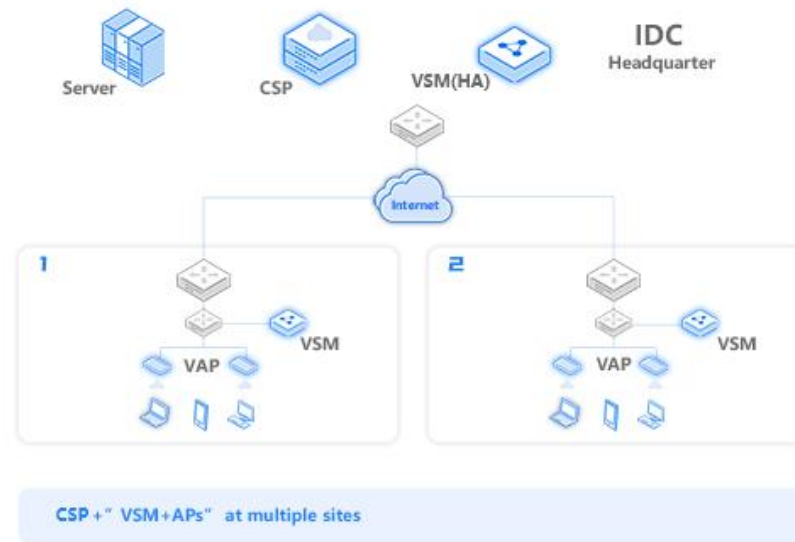 IDC
Headquarter
Server
CSP
VSM(HA)
Internet
1
VSM
VAP
2
VSM
VAP
CSP+" VSM+APs" at multiple sites